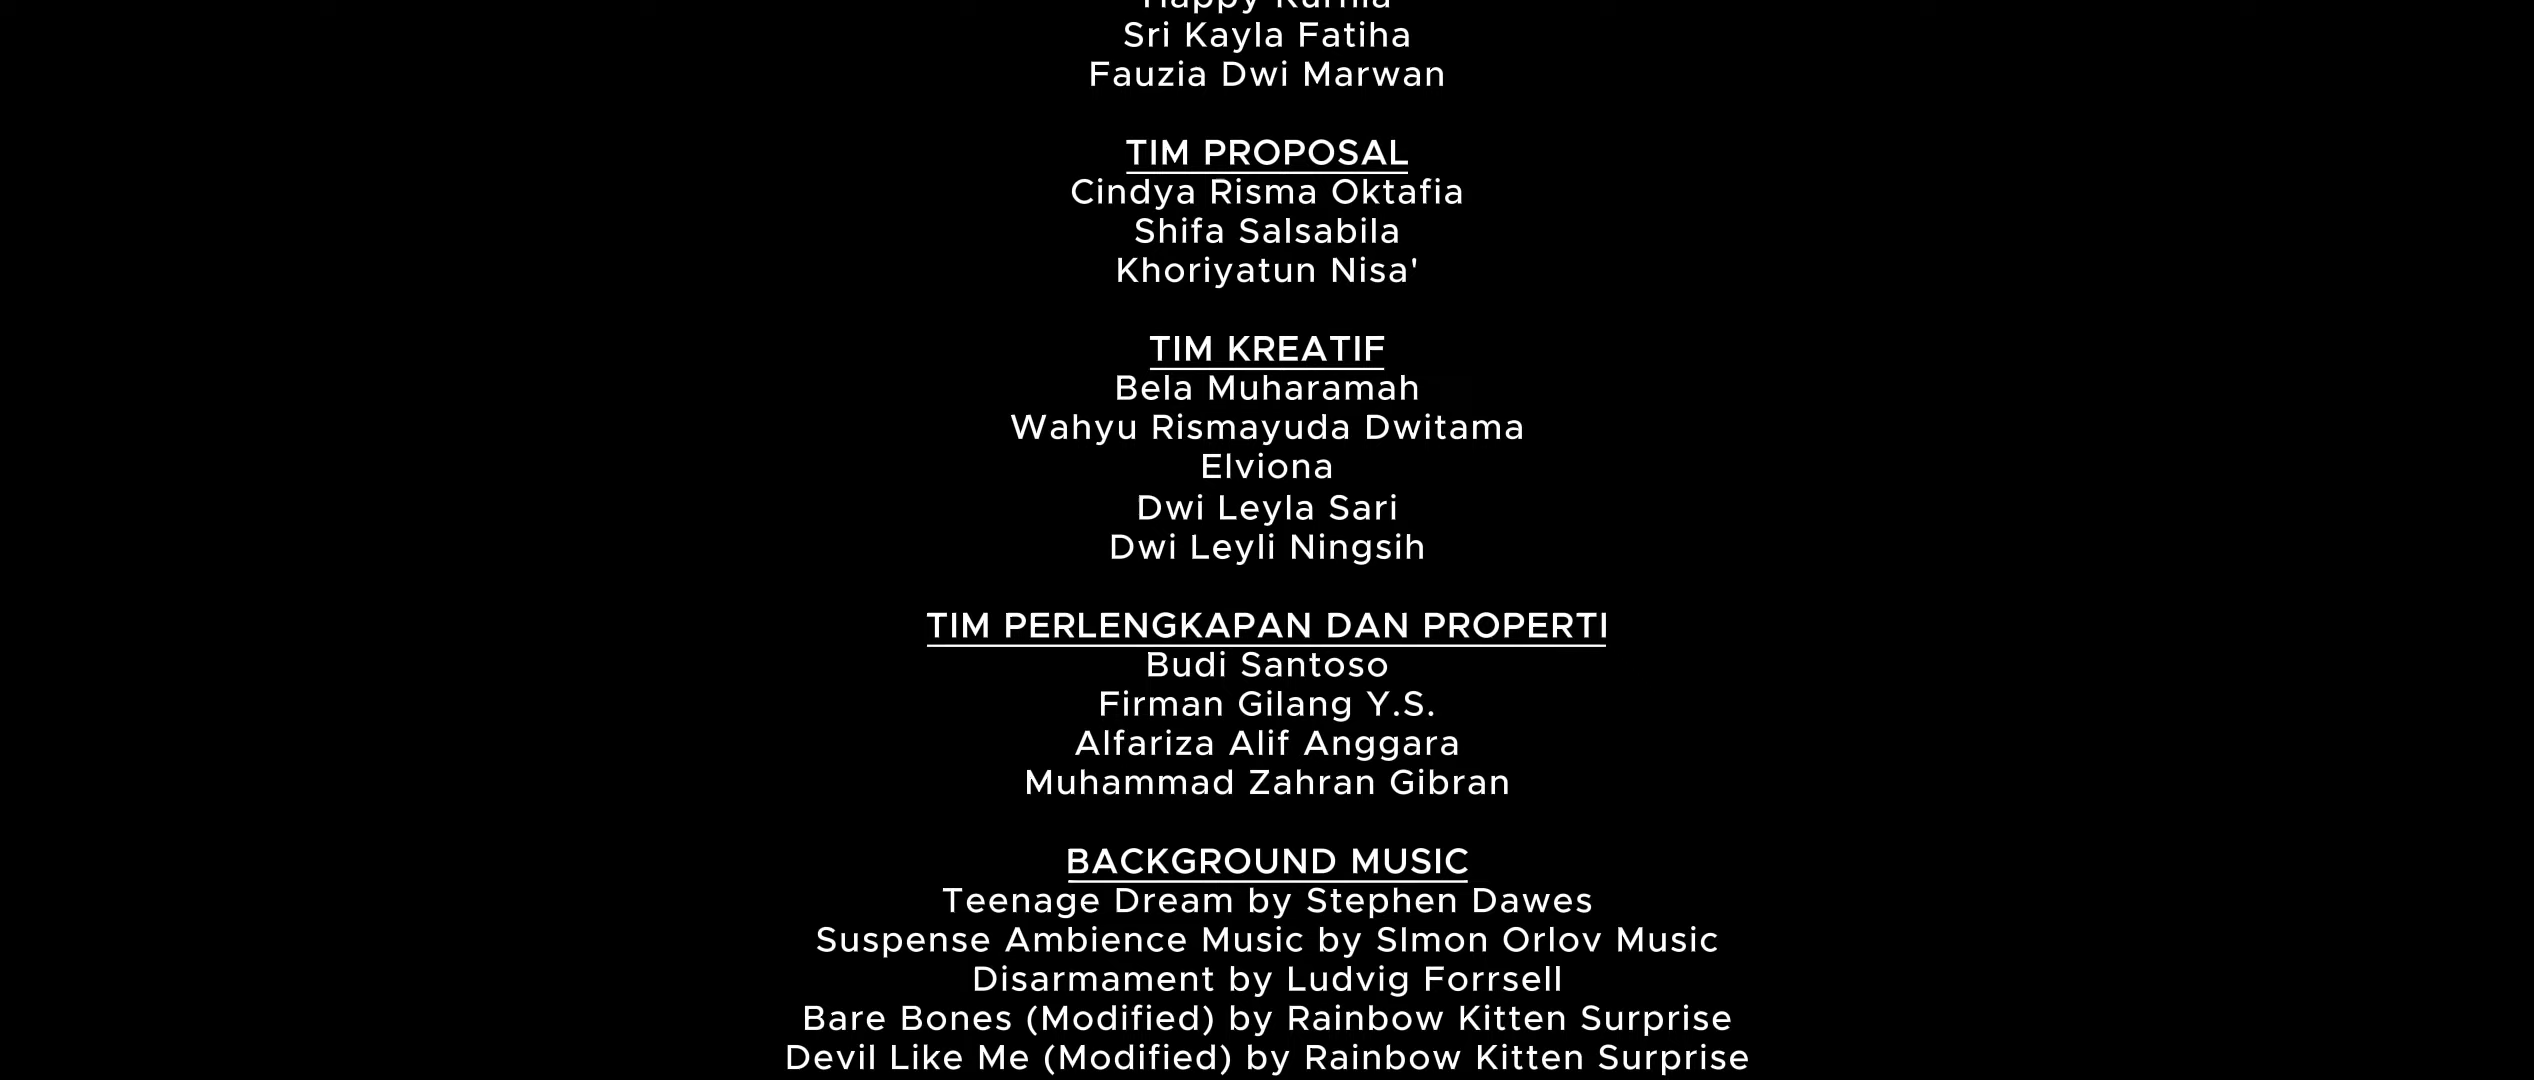 Happy Kurnia
Sri Kayla Fatiha
Fauzia Dwi Marwan
TIM PROPOSAL
Cindya Risma Oktafia
Shifa Salsabila
Khoriyatun Nisa'
TIM KREATIF
Bela Muharamah
Wahyu Rismayuda Dwitama
Elviona
Dwi Leyla Sari
Dwi Leyli Ningsih
TIM PERLENGKAPAN DAN PROPERTI
Budi Santoso
Firman Gilang Y.S.
Alfariza Alif Anggara
Muhammad Zahran Gibran
BACKGROUND MUSIC
Teenage Dream by Stephen Dawes
Suspense Ambience Music by SImon Orlov Music
Disarmament by Ludvig Forrsell
Bare Bones (Modified) by Rainbow Kitten Surprise
Devil Like Me (Modified) by Rainbow Kitten Surprise